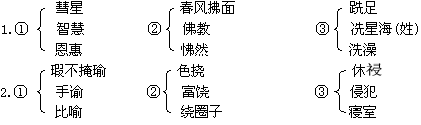 彗星 春风拂面 跣足
1.① 智慧 ② 佛教 ③ 冼星海(姓)
恩惠 怫然 洗澡
瑕不掩瑜 色挠 休祲
2.① 手谕 ② 富饶 ③ 侵犯
比喻 绕圈子 寝室